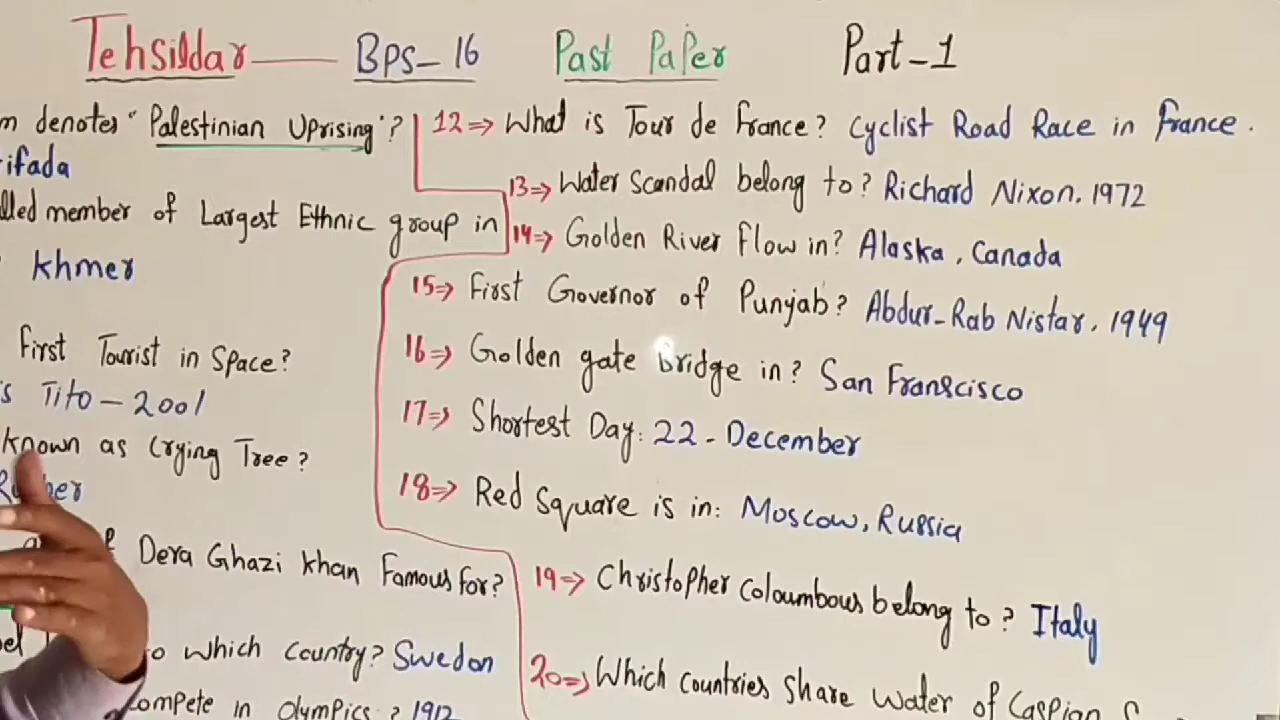 Tehsildar — BPS-16 Past Paper Part-1
denotes "Palestinian Uprising"?
ifada
member of Largest Ethnic group in
Khmer
First Tourist in Space?
Tito - 2001
known as Crying Tree?
Dera Ghazi Khan Famous for?
which country? Swedon
compete in Olympics? 1912
12⇒ What is Tour de france? Cyclist Road Race in france.
13⇒ Water scandal belong to? Richard Nixon. 1972
14⇒ Golden River Flow in? Alaska, Canada
15⇒ First Governor of Punjab? Abdur-Rab Nistar. 1949
16⇒ Golden gate Bridge in? San Franscisco
17⇒ Shortest Day: 22-December
18⇒ Red Square is in: Moscow, Russia
19⇒ Christopher Coloumbous belong to? Italy
20⇒ Which countries share water of Caspian